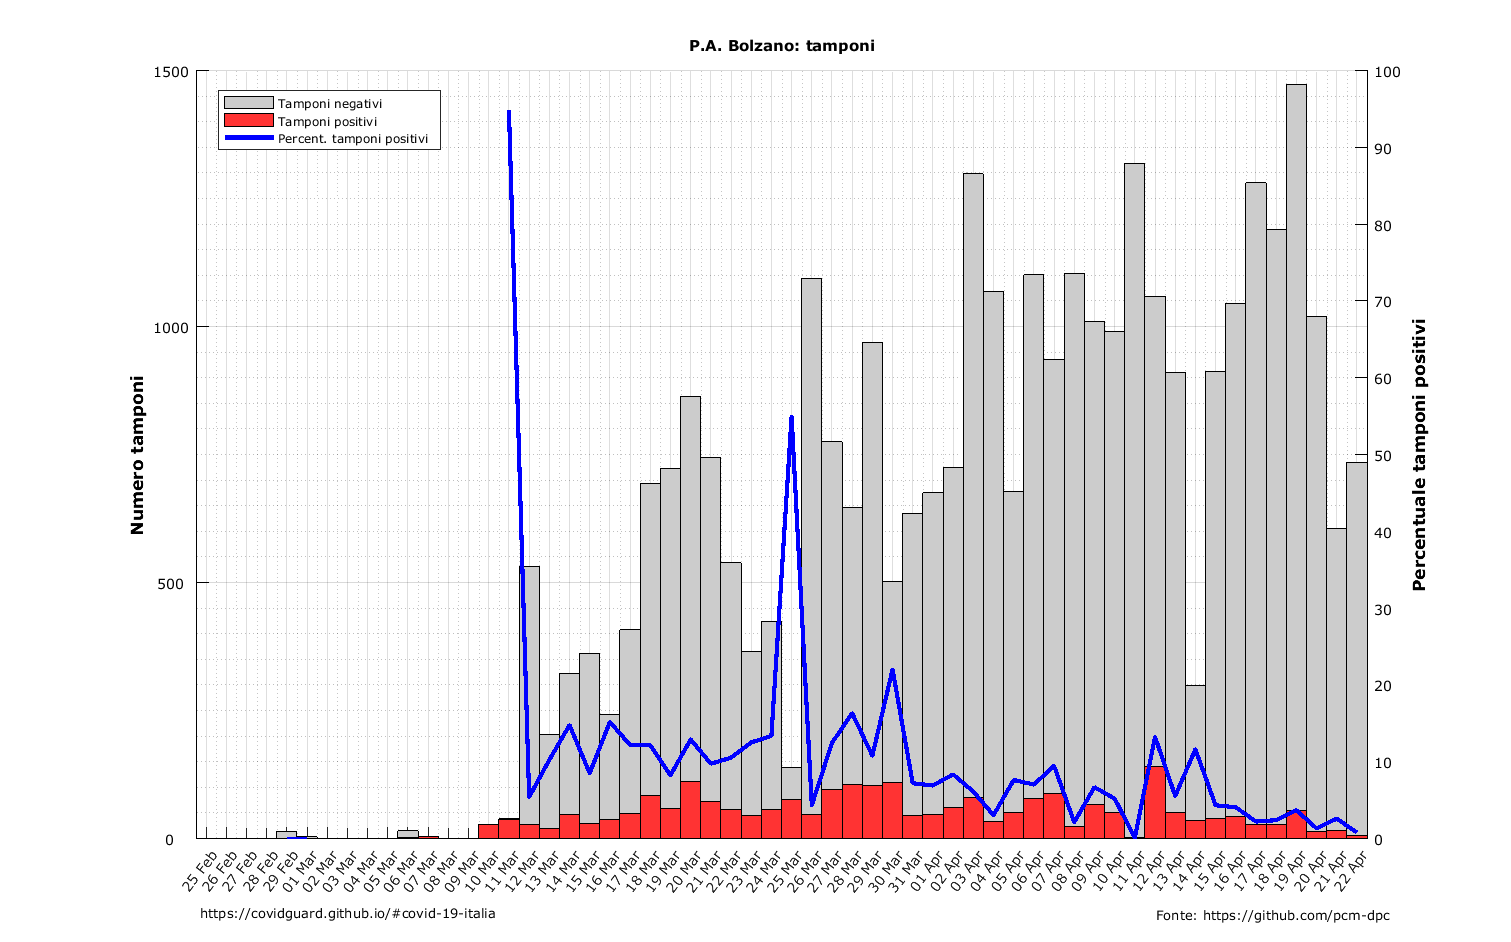 P.A. Bolzano: tamponi
Tamponi negativi
Tamponi positivi
Percent. tamponi positivi
Numero tamponi
1500
1000
500
0
Percentuale tamponi positivi
100
90
80
70
60
50
40
30
20
10
0
25 Feb
26 Feb
27 Feb
28 Feb
29 Feb
01 Mar
02 Mar
03 Mar
04 Mar
05 Mar
06 Mar
07 Mar
08 Mar
09 Mar
10 Mar
11 Mar
12 Mar
13 Mar
14 Mar
15 Mar
16 Mar
17 Mar
18 Mar
19 Mar
20 Mar
21 Mar
22 Mar
23 Mar
24 Mar
25 Mar
26 Mar
27 Mar
28 Mar
29 Mar
30 Mar
31 Mar
01 Apr
02 Apr
03 Apr
04 Apr
05 Apr
06 Apr
07 Apr
08 Apr
09 Apr
10 Apr
11 Apr
12 Apr
13 Apr
14 Apr
15 Apr
16 Apr
17 Apr
18 Apr
19 Apr
20 Apr
21 Apr
22 Apr
https://covidguard.github.io/#covid-19-italia
Fonte: https://github.com/pcm-dpc